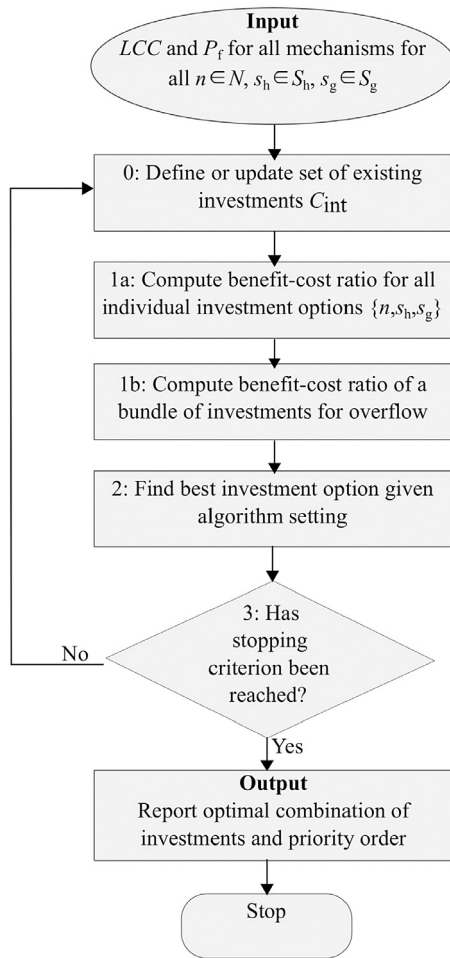 Input
LCC and Pf for all mechanisms for
all n∈N, sh∈Sh, sg∈Sg
0: Define or update set of existing
investments Cint
1a: Compute benefit-cost ratio for all
individual investment options {n,sh,sg}
1b: Compute benefit-cost ratio of a
bundle of investments for overflow
2: Find best investment option given
algorithm setting
3: Has
stopping
criterion been
reached?
No
Yes
Output
Report optimal combination of
investments and priority order
Stop